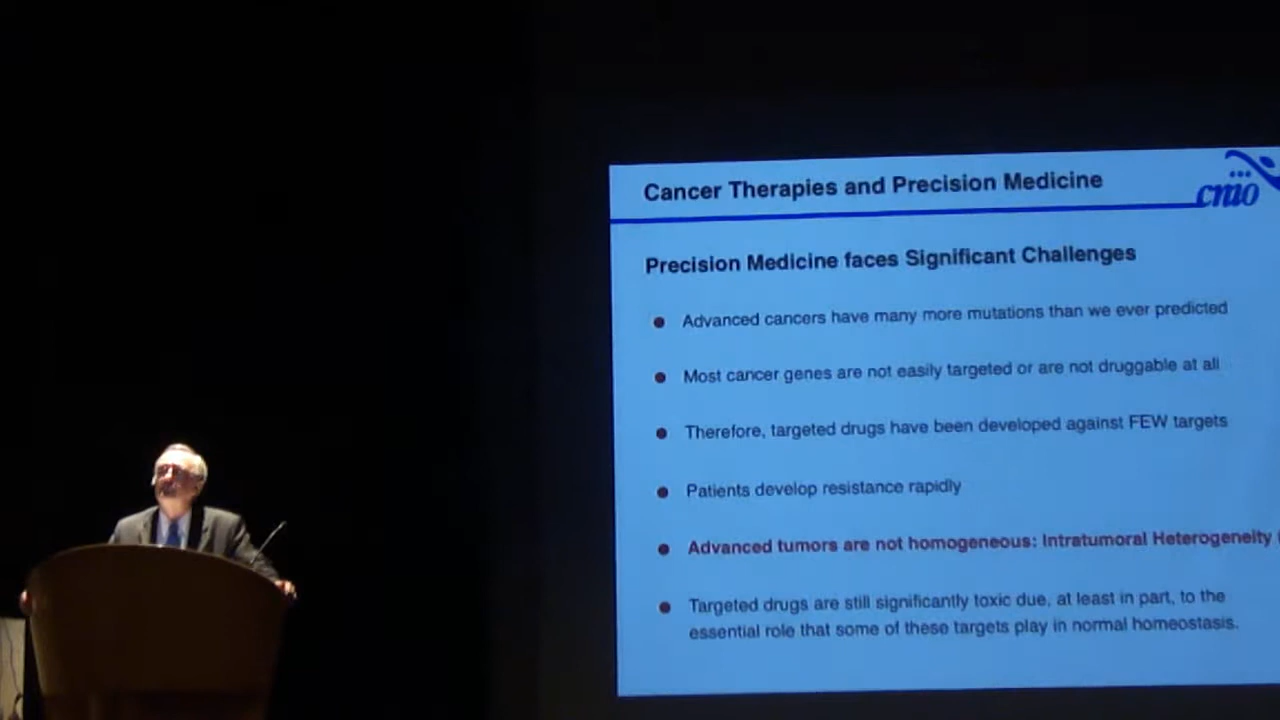 Cancer Therapies and Precision Medicine
cnio
Precision Medicine faces Significant Challenges
Advanced cancers have many more mutations than we ever predicted
Most cancer genes are not easily targeted or are not druggable at all
Therefore, targeted drugs have been developed against FEW targets
Patients develop resistance rapidly
Advanced tumors are not homogeneous: Intratumoral Heterogeneity
Targeted drugs are still significantly toxic due, at least in part, to the
essential role that some of these targets play in normal homeostasis.